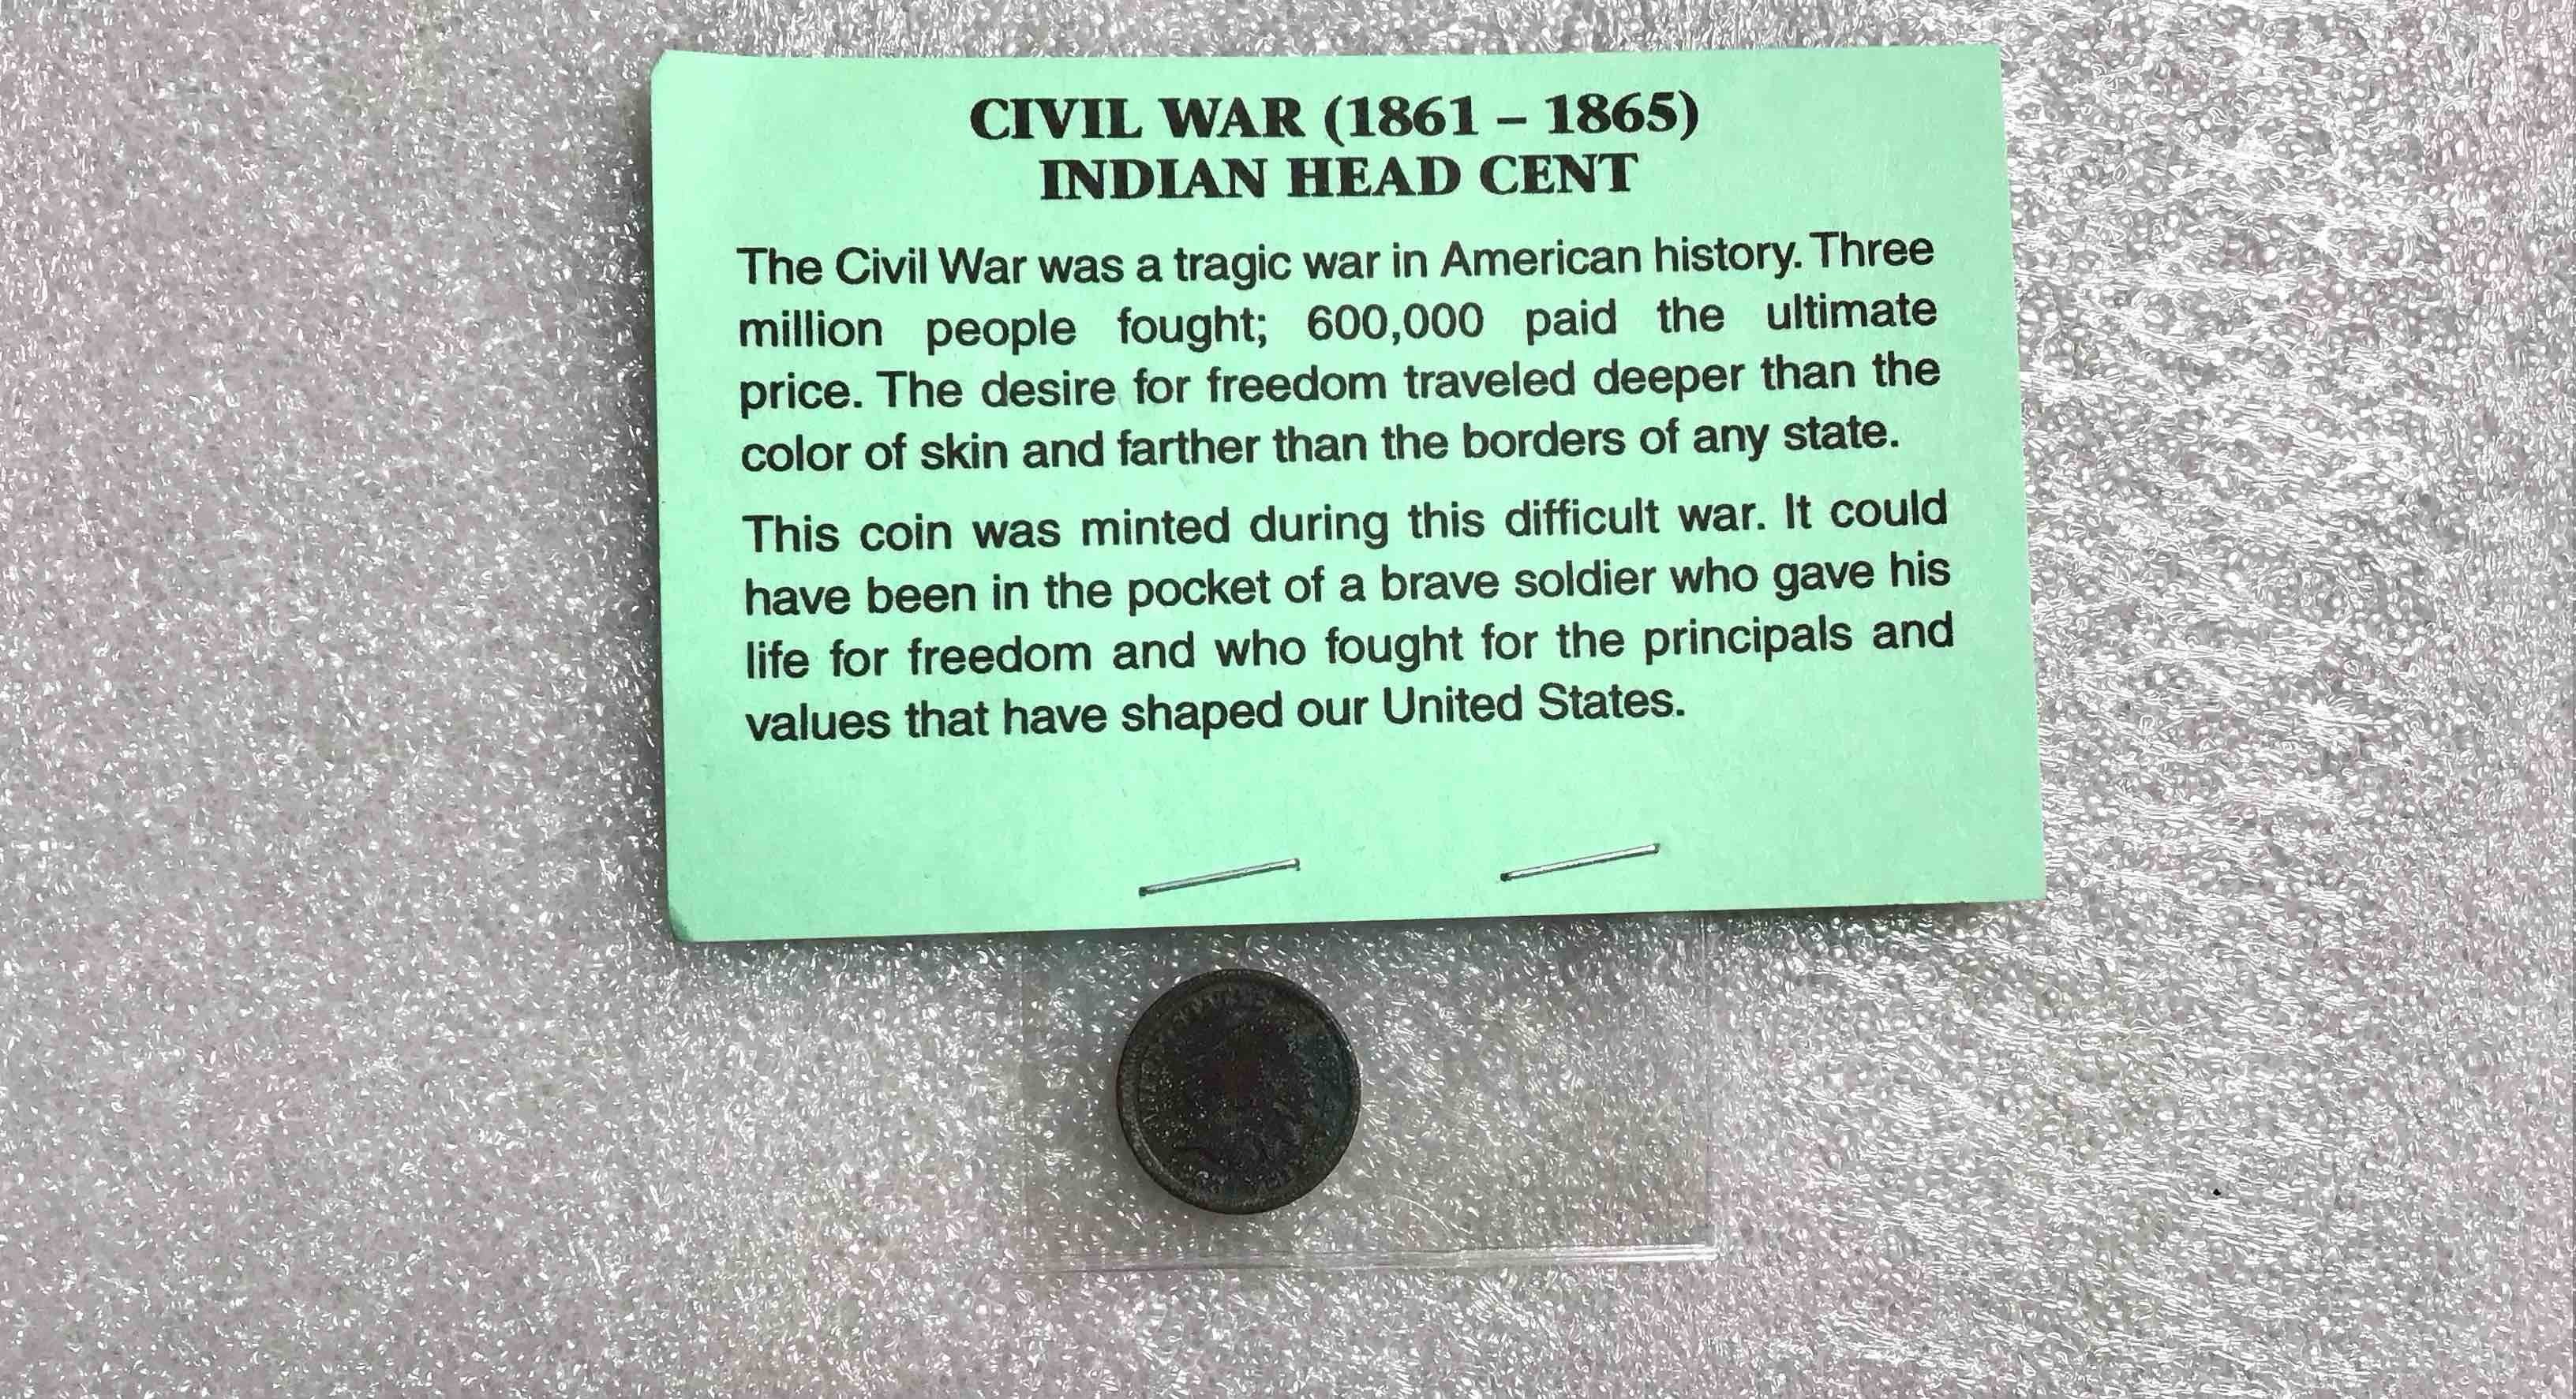 CIVIL WAR (1861 – 1865)
INDIAN HEAD CENT
The Civil War was a tragic war in American history. Three
million people fought; 600,000 paid the ultimate
price. The desire for freedom traveled deeper than the
color of skin and farther than the borders of any state.
This coin was minted during this difficult war. It could
have been in the pocket of a brave soldier who gave his
life for freedom and who fought for the principals and
values that have shaped our United States.